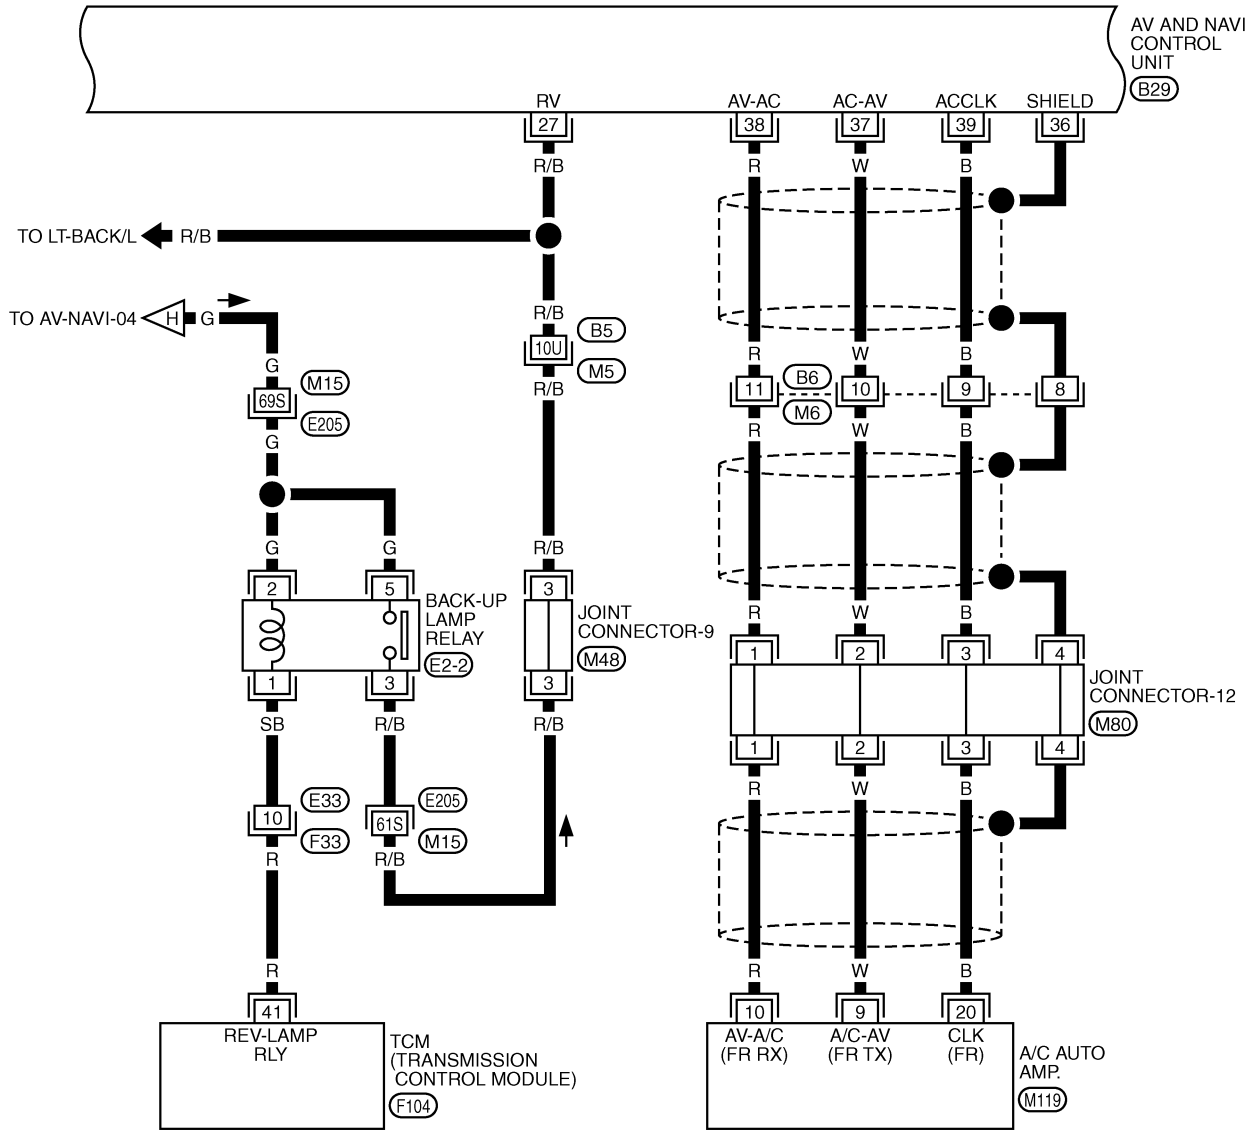 AV AND NAVI
CONTROL
UNIT
B29
RV
AV-AC
AC-AV
ACCLK
SHIELD
27
38
37
39
36
R/B
R
W
B
TO LT-BACK/L
R/B
TO AV-NAVI-04
H
G
R/B
G
R
W
B
10U
B5
M5
M15
69S
E205
R/B
11
B6
M6
10
9
8
G
R
W
B
G
G
R/B
2
5
3
BACK-UP
LAMP
RELAY
E2-2
JOINT
CONNECTOR-9
M48
R
W
B
1
3
3
1
2
3
4
JOINT
CONNECTOR-12
M80
SB
R/B
R/B
1
2
3
4
R
W
B
10
E33
F33
61S
E205
M15
R
R/B
R
R
W
B
41
10
9
20
REV-LAMP
RLY
TCM
(TRANSMISSION
CONTROL MODULE)
F104
AV-A/C
(FR RX)
A/C-AV
(FR TX)
CLK
(FR)
A/C AUTO
AMP.
M119